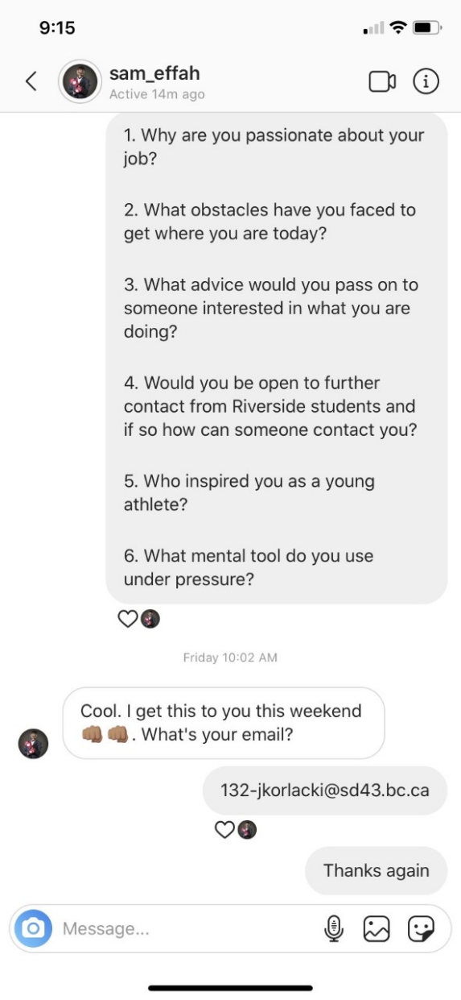 9:15
sam_effah
Active 14m ago
1. Why are you passionate about your
job?
2. What obstacles have you faced to
get where you are today?
3. What advice would you pass on to
someone interested in what you are
doing?
4. Would you be open to further
contact from Riverside students and
if so how can someone contact you?
5. Who inspired you as a young
athlete?
6. What mental tool do you use
under pressure?
Friday 10:02 AM
Cool. I get this to you this weekend
👊🏽 👊🏽 . What's your email?
132-jkorlacki@sd43.bc.ca
Thanks again
Message...